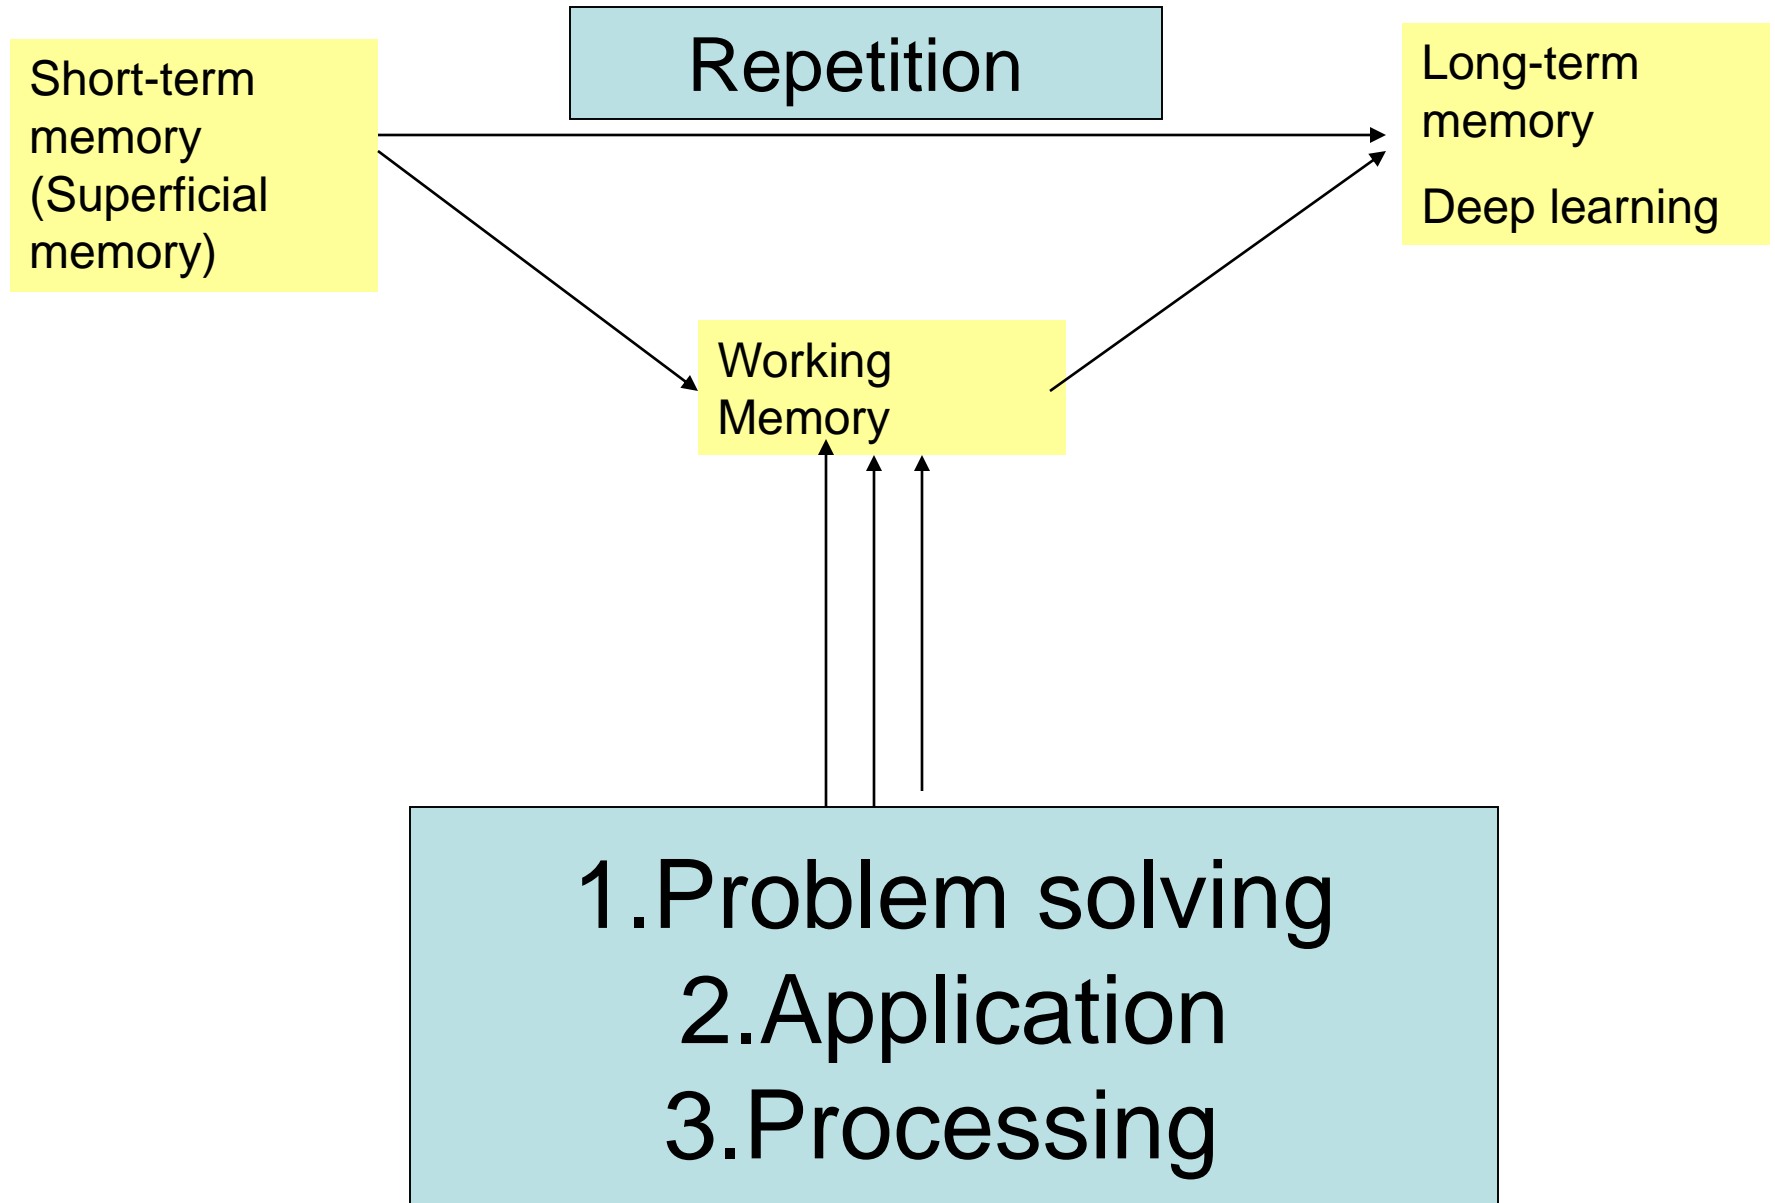 Repetition
Short-term
memory
(Superficial
memory)
Long-term
memory
Deep learning
Working
Memory
1.Problem solving
2.Application
3.Processing